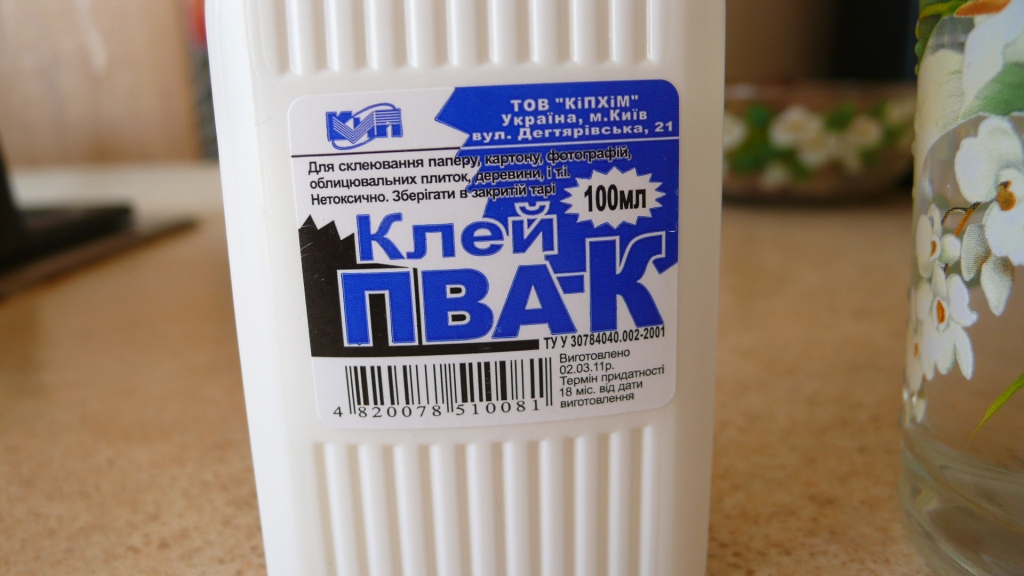 КХП
ТОВ "КіПХіМ"
Україна, м.Київ
вул. Дегтярівська, 21
Для склеювання паперу, картону, фотографій,
облицювальних плиток, деревини, і т.і.
Нетоксично. Зберігати в закритій тарі
100мл
Клей
ПВА-К
ТУ У 30784040.002-2001
Виготовлено
02.03.11р.
Термін придатності
18 міс. від дати
виготовлення
4 820078 510081